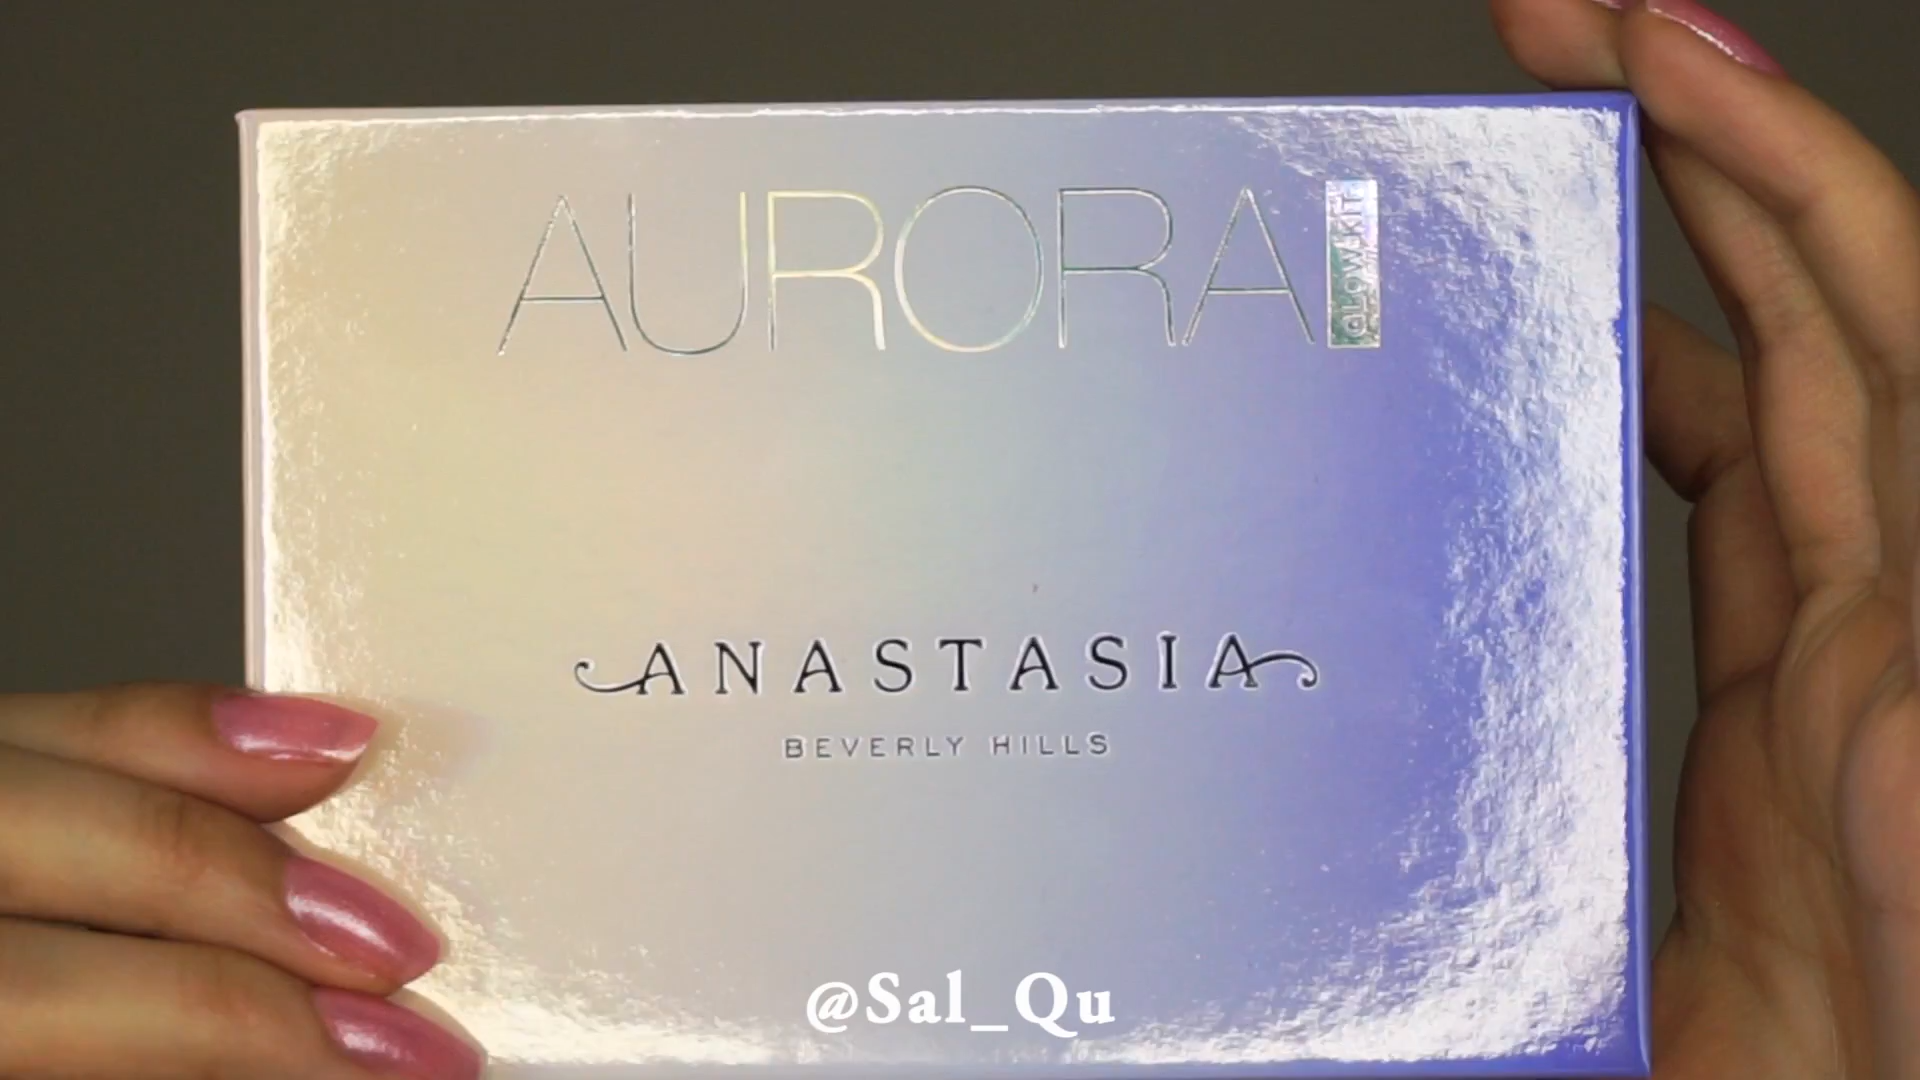 AURORA
GLOW KIT
ANASTASIA
BEVERLY HILLS
@Sal_Qu